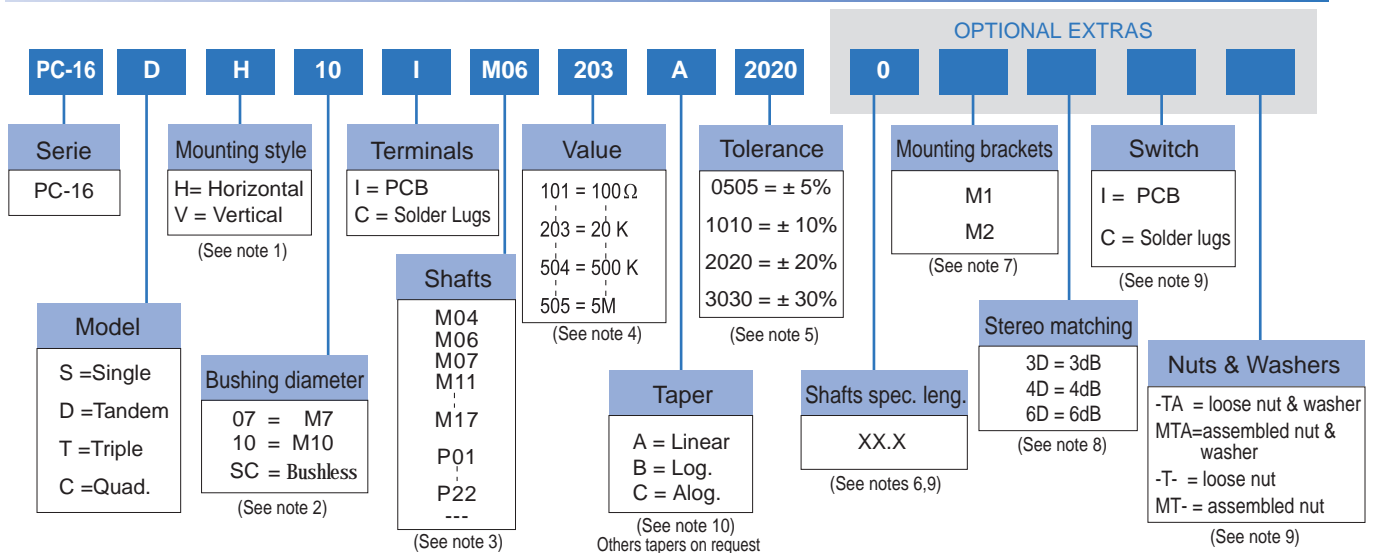 OPTIONAL EXTRAS
PC-16 D H 10 I M06 203 A 2020 0
Serie
PC-16
Mounting style
H= Horizontal
V = Vertical
(See note 1)
Terminals
I = PCB
C = Solder Lugs
Value
101 = 100Ω
203 = 20 K
504 = 500 K
505 = 5M
(See note 4)
Tolerance
0505 = ± 5%
1010 = ± 10%
2020 = ± 20%
3030 = ± 30%
(See note 5)
Mounting brackets
M1
M2
(See note 7)
Switch
I = PCB
C = Solder lugs
(See note 9)
Model
S =Single
D =Tandem
T =Triple
C =Quad.
Bushing diameter
07 = M7
10 = M10
SC = Bushless
(See note 2)
Shafts
M04
M06
M07
M11
M17
P01
P22
---
(See note 3)
Taper
A = Linear
B = Log.
C = Alog.
(See note 10)
Others tapers on request
Shafts spec. leng.
XX.X
(See notes 6,9)
Stereo matching
3D = 3dB
4D = 4dB
6D = 6dB
(See note 8)
Nuts & Washers
-TA = loose nut & washer
MTA=assembled nut &
washer
-T- = loose nut
MT- = assembled nut
(See note 9)